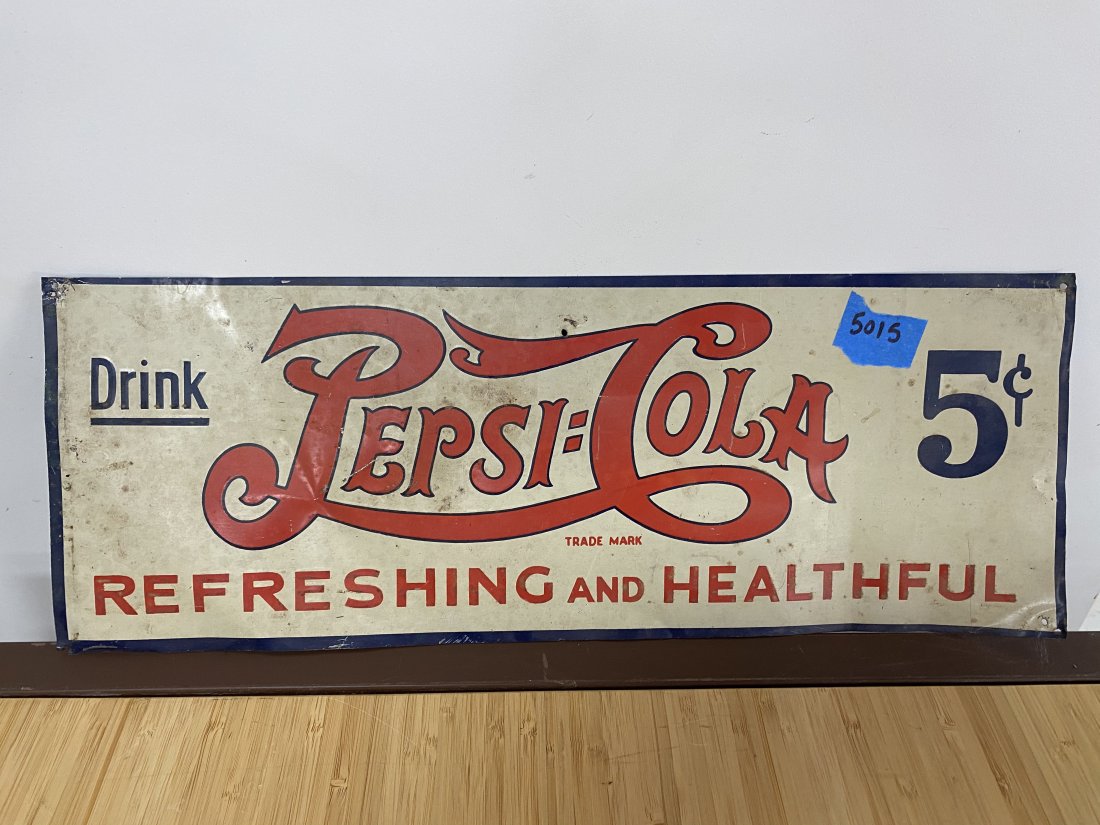 5015
Drink PEPSI=COLA 5¢
TRADE MARK
REFRESHING AND HEALTHFUL